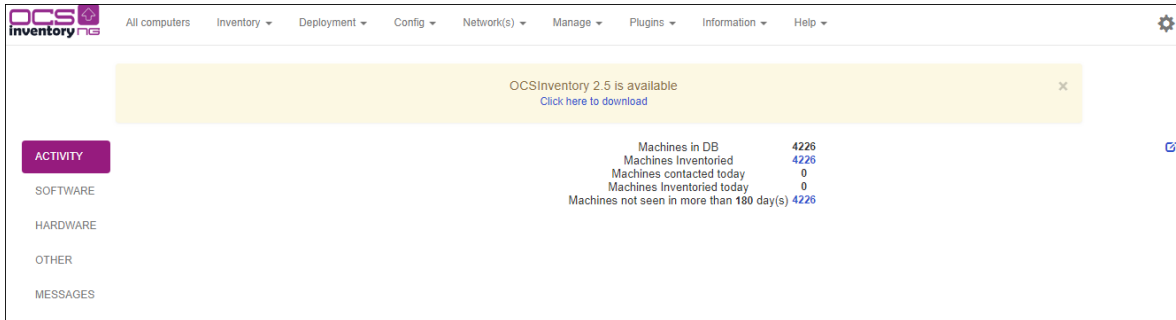 OCS
inventory NG
All computers Inventory Deployment Config Network(s) Manage Plugins Information Help
OCSInventory 2.5 is available
Click here to download
×
ACTIVITY
SOFTWARE
HARDWARE
OTHER
MESSAGES
Machines in DB 4226
Machines Inventoried 4226
Machines contacted today 0
Machines Inventoried today 0
Machines not seen in more than 180 day(s) 4226